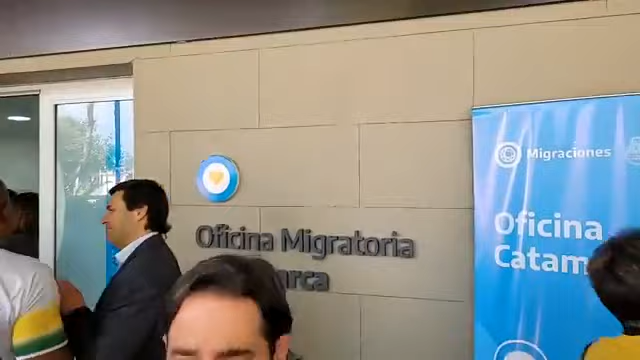 Oficina Migratoria
arca
Migraciones
Oficina
Catam